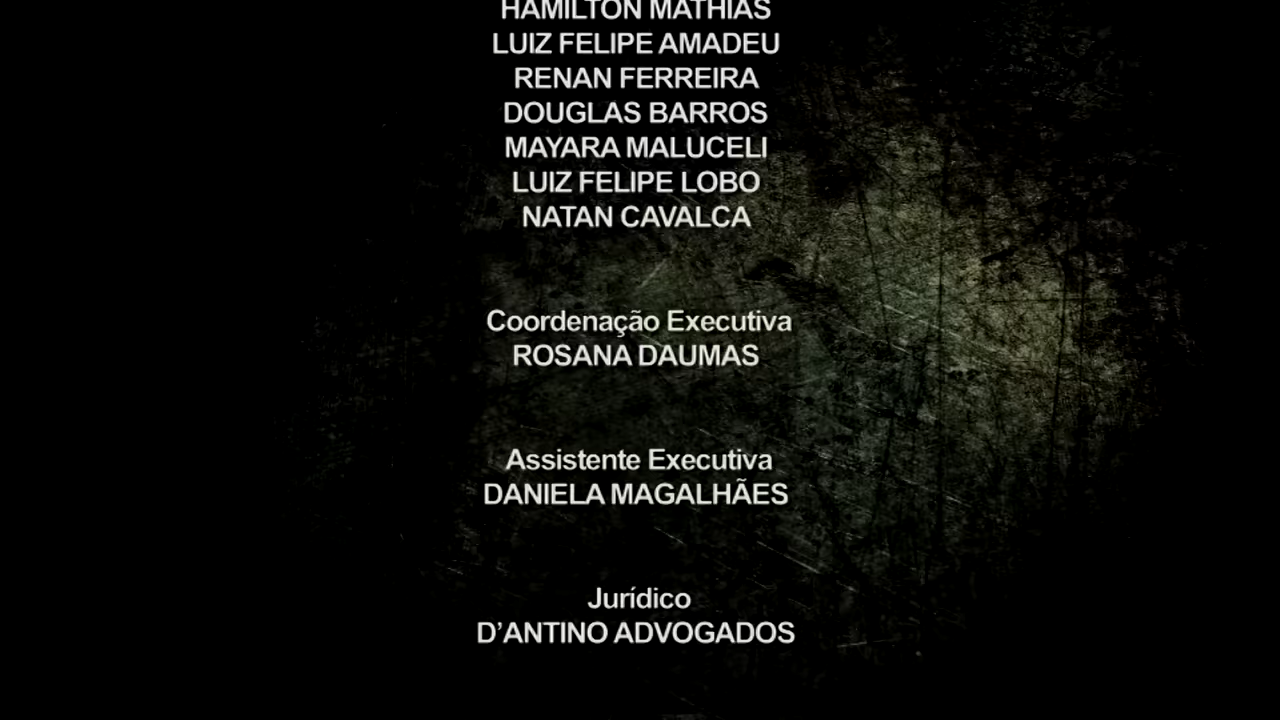 HAMILTON MATHIAS
LUIZ FELIPE AMADEU
RENAN FERREIRA
DOUGLAS BARROS
MAYARA MALUCELI
LUIZ FELIPE LOBO
NATAN CAVALCA
Coordenação Executiva
ROSANA DAUMAS
Assistente Executiva
DANIELA MAGALHÃES
Jurídico
D’ANTINO ADVOGADOS